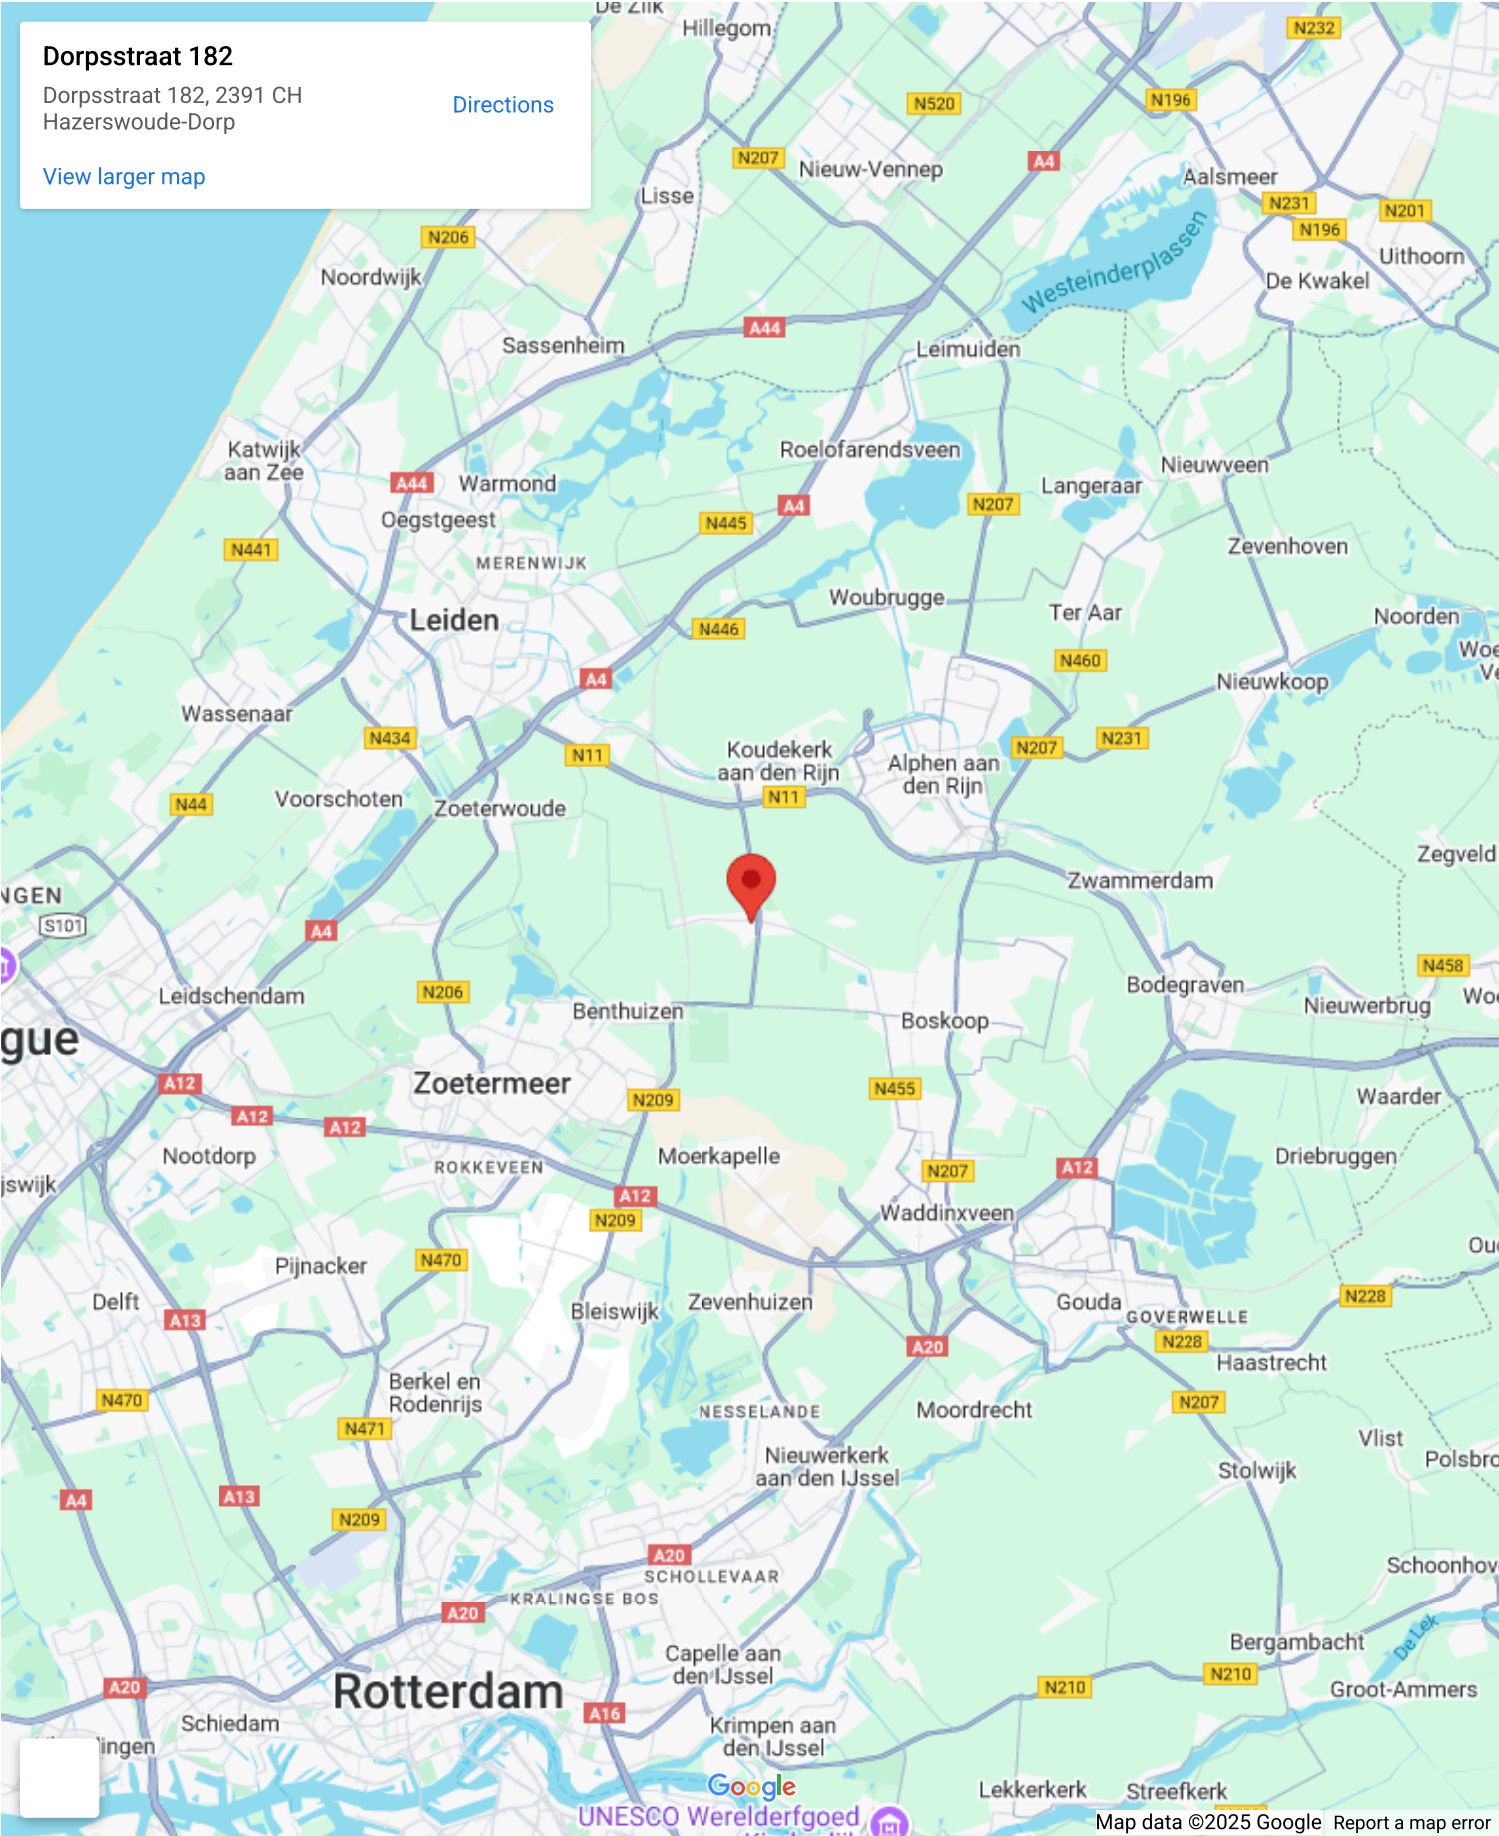 Dorpsstraat 182
Dorpsstraat 182, 2391 CH
Hazerswoude-Dorp
Directions
View larger map
De Zilk
Hillegom
N232
N520
N196
N207
Nieuw-Vennep
A4
Aalsmeer
Lisse
N231
N201
N196
N206
Uithoorn
Noordwijk
Westeinderplassen
De Kwakel
A44
Sassenheim
Leimuiden
Katwijk
aan Zee
Roelofarendsveen
Nieuwveen
A44
Warmond
Langeraar
A4
N207
Oegstgeest
N445
N441
Zevenhoven
MERENWIJK
Woubrugge
Leiden
Ter Aar
Noorden
N446
N460
A4
Nieuwkoop
Wassenaar
N434
N11
Koudekerk
aan den Rijn
N207
N231
Alphen aan
den Rijn
N44
Voorschoten
Zoeterwoude
N11
Zegveld
Zwammerdam
NGEN
S101
A4
N458
Leidschendam
N206
Bodegraven
Benthuizen
Nieuwerbrug
Boskoop
gue
Zoetermeer
A12
N209
N455
Waarder
A12
A12
Nootdorp
ROKKEVEEN
Moerkapelle
Driebruggen
N207
A12
jswijk
A12
N209
Waddinxveen
Pijnacker
N470
Delft
Zevenhuizen
Gouda
N228
A13
Bleiswijk
GOVERWELLE
A20
N228
Haastrecht
Berkel en
Rodenrijs
N470
N207
NESSELANDE
Moordrecht
N471
Vlist
Nieuwerkerk
aan den IJssel
Polsbro
Stolwijk
A4
A13
N209
A20
SCHOLLEVAAR
Schoonhov
KRALINGSE BOS
A20
De Lek
Bergambacht
Capelle aan
den IJssel
N210
N210
A20
Rotterdam
Groot-Ammers
A16
Schiedam
Krimpen aan
den IJssel
lingen
Google
Lekkerkerk
Streefkerk
UNESCO Werelderfgoed
Map data ©2025 Google
Report a map error